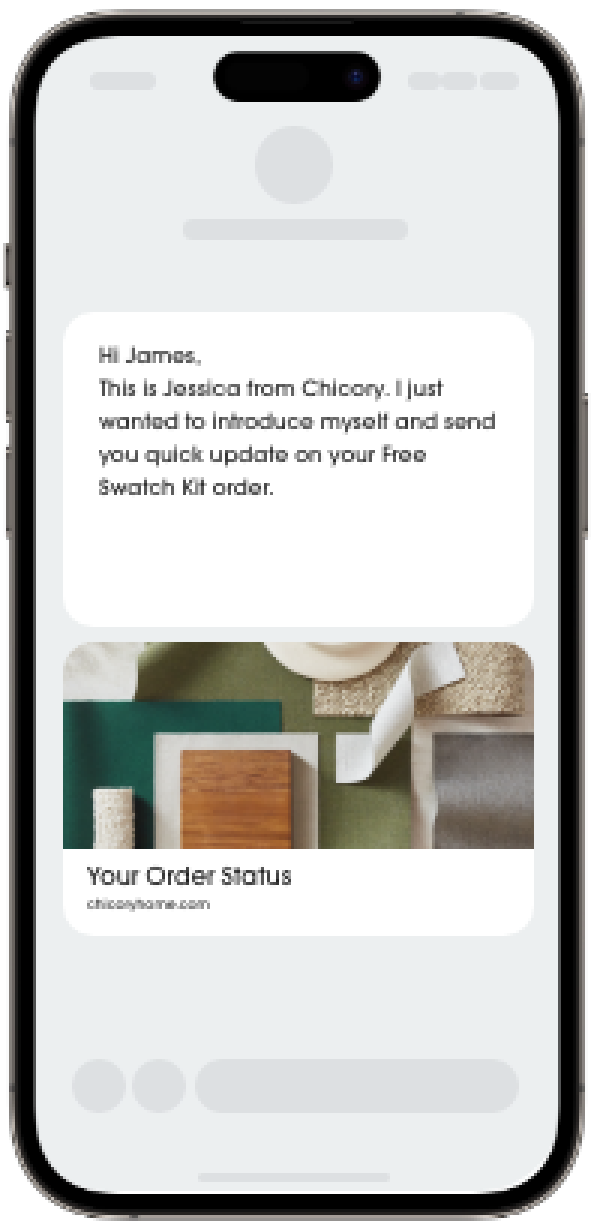 Hi James,
This is Jessica from Chicory. I just
wanted to introduce myself and send
you quick update on your Free
Swatch Kit order.
Your Order Status
chicoryhome.com